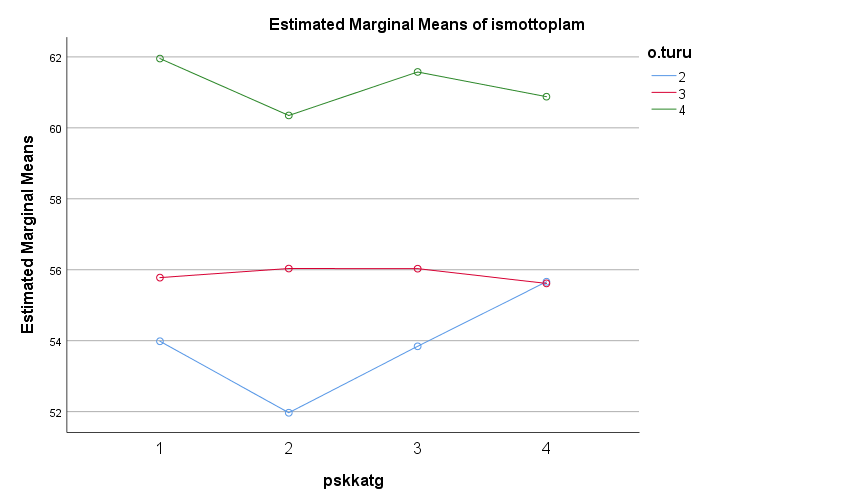 Estimated Marginal Means of ismottoplam
o.turu
2
3
4
Estimated Marginal Means
62
60
58
56
54
52
1 2 3 4
pskkatg